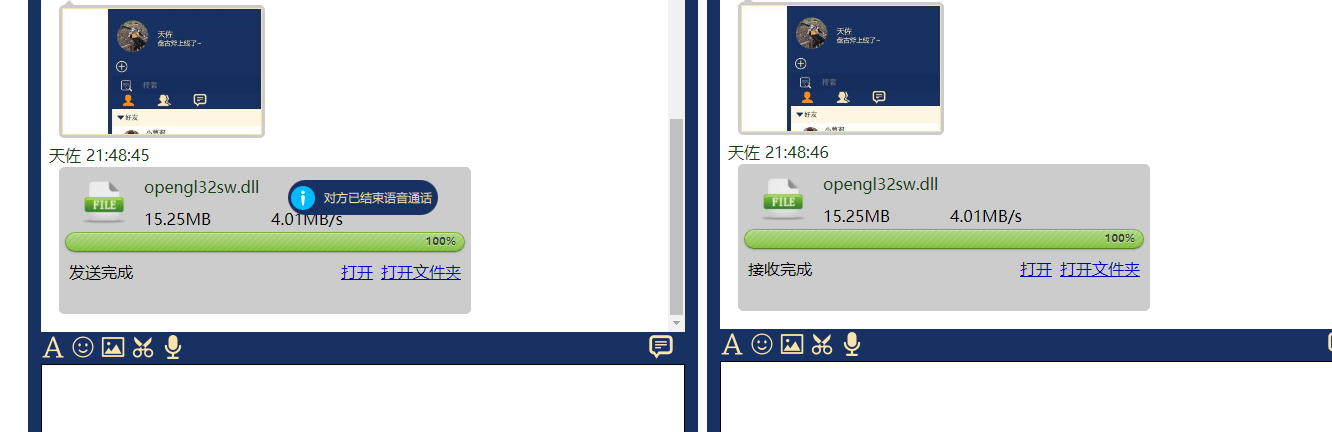 天佐
盘古斧上线了~
搜索
好友
天佐 21:48:45
opengl32sw.dll
对方已结束语音通话
FILE
15.25MB 4.01MB/s
100%
发送完成 打开 打开文件夹
天佐
盘古斧上线了~
搜索
好友
天佐 21:48:46
opengl32sw.dll
FILE
15.25MB 4.01MB/s
100%
接收完成 打开 打开文件夹